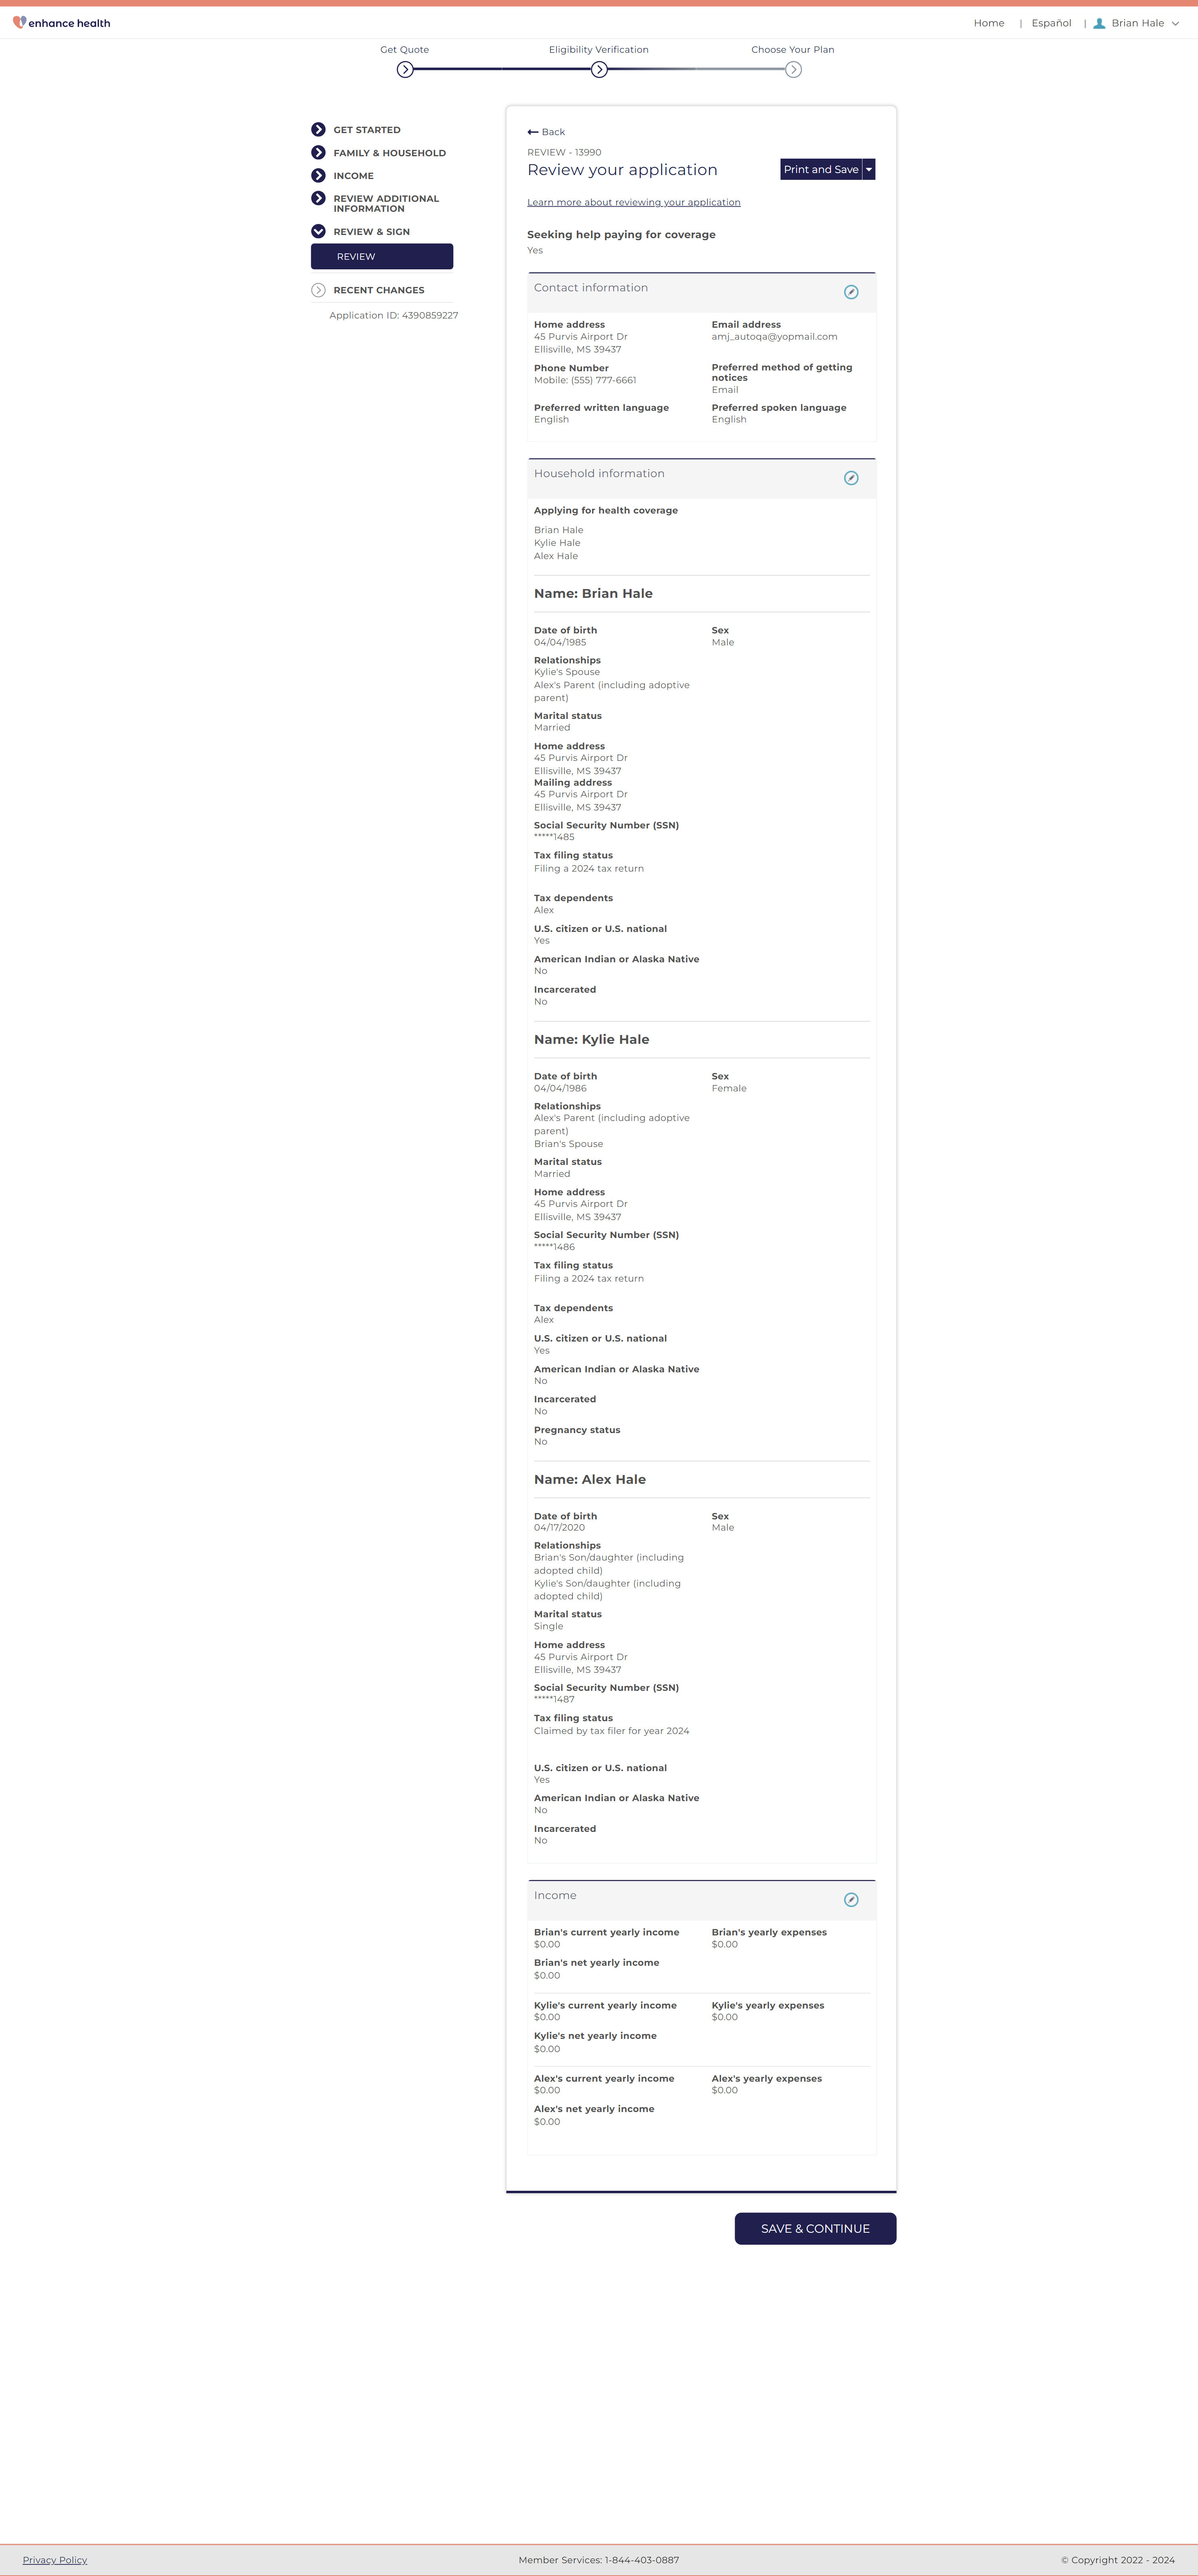 enhance health
Home | Español | Brian Hale
Get Quote
Eligibility Verification
Choose Your Plan
GET STARTED
FAMILY & HOUSEHOLD
INCOME
REVIEW ADDITIONAL
INFORMATION
REVIEW & SIGN
REVIEW
RECENT CHANGES
Application ID: 4390859227
Back
REVIEW - 13990
Review your application
Print and Save
Learn more about reviewing your application
Seeking help paying for coverage
Yes
Contact information
Home address
45 Purvis Airport Dr
Ellisville, MS 39437
Email address
amj_autoqa@yopmail.com
Phone Number
Mobile: (555) 777-6661
Preferred method of getting
notices
Email
Preferred written language
English
Preferred spoken language
English
Household information
Applying for health coverage
Brian Hale
Kylie Hale
Alex Hale
Name: Brian Hale
Date of birth
04/04/1985
Sex
Male
Relationships
Kylie's Spouse
Alex's Parent (including adoptive
parent)
Marital status
Married
Home address
45 Purvis Airport Dr
Ellisville, MS 39437
Mailing address
45 Purvis Airport Dr
Ellisville, MS 39437
Social Security Number (SSN)
*****1485
Tax filing status
Filing a 2024 tax return
Tax dependents
Alex
U.S. citizen or U.S. national
Yes
American Indian or Alaska Native
No
Incarcerated
No
Name: Kylie Hale
Date of birth
04/04/1986
Sex
Female
Relationships
Alex's Parent (including adoptive
parent)
Brian's Spouse
Marital status
Married
Home address
45 Purvis Airport Dr
Ellisville, MS 39437
Social Security Number (SSN)
*****1486
Tax filing status
Filing a 2024 tax return
Tax dependents
Alex
U.S. citizen or U.S. national
Yes
American Indian or Alaska Native
No
Incarcerated
No
Pregnancy status
No
Name: Alex Hale
Date of birth
04/17/2020
Sex
Male
Relationships
Brian's Son/daughter (including
adopted child)
Kylie's Son/daughter (including
adopted child)
Marital status
Single
Home address
45 Purvis Airport Dr
Ellisville, MS 39437
Social Security Number (SSN)
*****1487
Tax filing status
Claimed by tax filer for year 2024
U.S. citizen or U.S. national
Yes
American Indian or Alaska Native
No
Incarcerated
No
Income
Brian's current yearly income
$0.00
Brian's yearly expenses
$0.00
Brian's net yearly income
$0.00
Kylie's current yearly income
$0.00
Kylie's yearly expenses
$0.00
Kylie's net yearly income
$0.00
Alex's current yearly income
$0.00
Alex's yearly expenses
$0.00
Alex's net yearly income
$0.00
SAVE & CONTINUE
Privacy Policy
Member Services: 1-844-403-0887
© Copyright 2022 - 2024